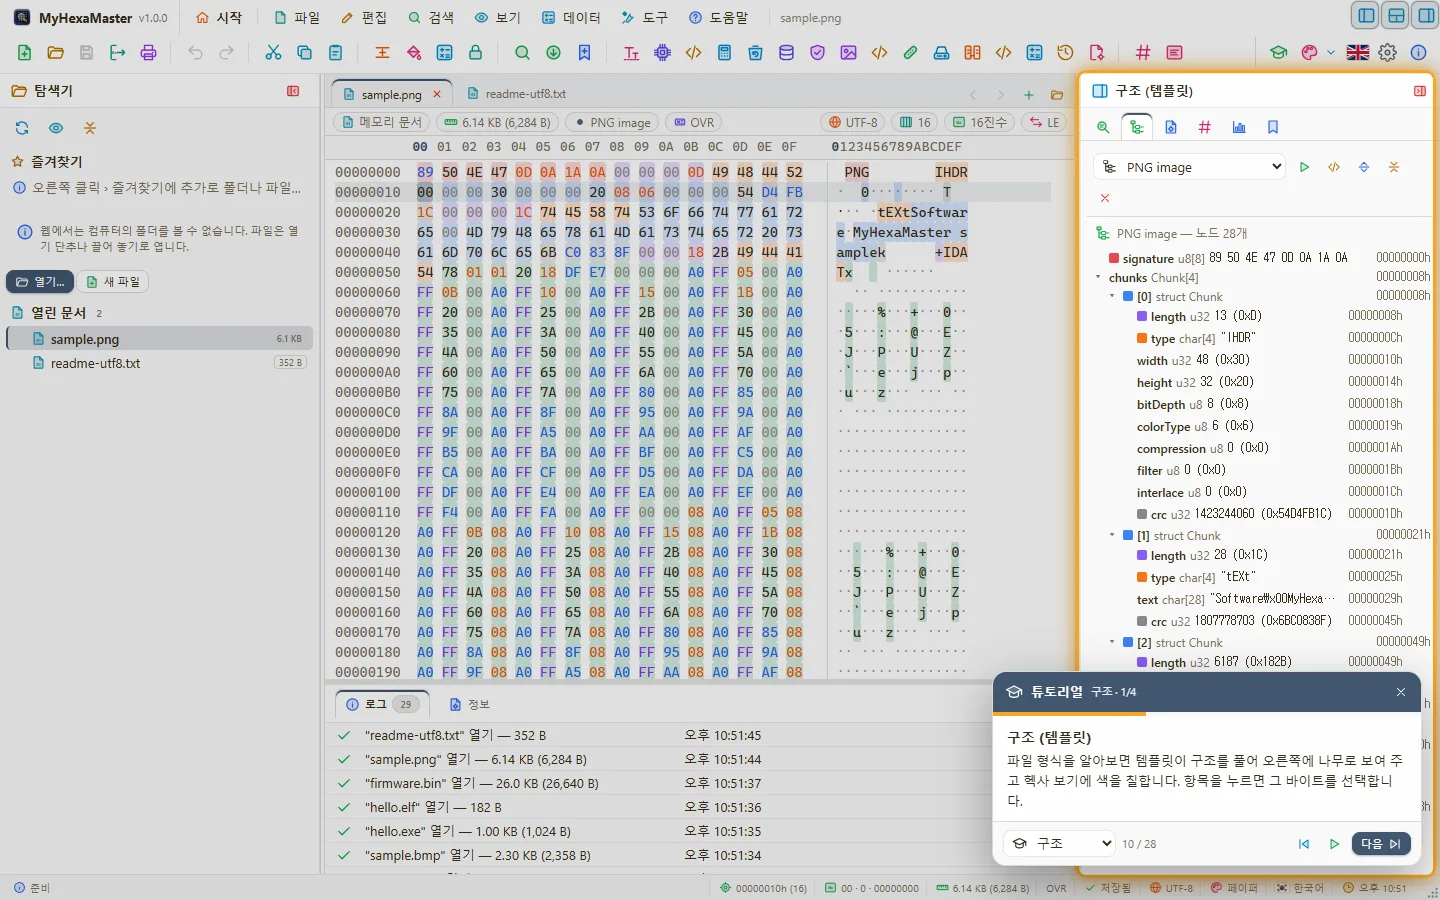 MyHexaMaster v1.0.0 시작 파일 편집 검색 보기 데이터 도구 도움말 sample.png
탐색기
즐겨찾기
오른쪽 클릭 › 즐겨찾기에 추가로 폴더나 파일...
웹에서는 컴퓨터의 폴더를 볼 수 없습니다. 파일은 열
기 단추나 끌어 놓기로 엽니다.
열기... 새 파일
열린 문서 2
sample.png 6.1 KB
readme-utf8.txt 352 B
sample.png readme-utf8.txt
메모리 문서 6.14 KB (6,284 B) PNG image OVR UTF-8 16 16진수 LE
00 01 02 03 04 05 06 07 08 09 0A 0B 0C 0D 0E 0F 0123456789ABCDEF
00000000 89 50 4E 47 0D 0A 1A 0A 00 00 00 0D 49 48 44 52 PNG IHDR
00000010 00 00 00 30 00 00 00 20 08 06 00 00 00 54 D4 FB 0 T
00000020 1C 00 00 00 1C 74 45 58 74 53 6F 66 74 77 61 72 tEXtSoftwar
00000030 65 00 4D 79 48 65 78 61 4D 61 73 74 65 72 20 73 e MyHexaMaster s
00000040 61 6D 70 6C 65 6B C0 83 8F 00 00 18 2B 49 44 41 amplek +IDA
00000050 54 78 01 01 20 18 DF E7 00 00 00 A0 FF 05 00 A0 Tx
00000060 FF 0B 00 A0 FF 10 00 A0 FF 15 00 A0 FF 1B 00 A0
00000070 FF 20 00 A0 FF 25 00 A0 FF 2B 00 A0 FF 30 00 A0 % + 0
00000080 FF 35 00 A0 FF 3A 00 A0 FF 40 00 A0 FF 45 00 A0 5 : @ E
00000090 FF 4A 00 A0 FF 50 00 A0 FF 55 00 A0 FF 5A 00 A0 J P U Z
000000A0 FF 60 00 A0 FF 65 00 A0 FF 6A 00 A0 FF 70 00 A0 ` e j p
000000B0 FF 75 00 A0 FF 7A 00 A0 FF 80 00 A0 FF 85 00 A0 u z
000000C0 FF 8A 00 A0 FF 8F 00 A0 FF 95 00 A0 FF 9A 00 A0
000000D0 FF 9F 00 A0 FF A5 00 A0 FF AA 00 A0 FF AF 00 A0
000000E0 FF B5 00 A0 FF BA 00 A0 FF BF 00 A0 FF C5 00 A0
000000F0 FF CA 00 A0 FF CF 00 A0 FF D5 00 A0 FF DA 00 A0
00000100 FF DF 00 A0 FF E4 00 A0 FF EA 00 A0 FF EF 00 A0
00000110 FF F4 00 A0 FF FA 00 A0 FF 00 08 A0 FF 05 08
00000120 A0 FF 0B 08 A0 FF 10 08 A0 FF 15 08 A0 FF 1B 08
00000130 A0 FF 20 08 A0 FF 25 08 A0 FF 2B 08 A0 FF 30 08 % + 0
00000140 A0 FF 35 08 A0 FF 3A 08 A0 FF 40 08 A0 FF 45 08 5 : @ E
00000150 A0 FF 4A 08 A0 FF 50 08 A0 FF 55 08 A0 FF 5A 08 J P U Z
00000160 A0 FF 60 08 A0 FF 65 08 A0 FF 6A 08 A0 FF 70 08 ` e j p
00000170 A0 FF 75 08 A0 FF 7A 08 A0 FF 80 08 A0 FF 85 08 u z
00000180 A0 FF 8A 08 A0 FF 8F 08 A0 FF 95 08 A0 FF 9A 08
00000190 A0 FF 9F 08 A0 FF A5 08 A0 FF AA 08 A0 FF AF 08
로그 29 정보
"readme-utf8.txt" 열기 — 352 B 오후 10:51:45
"sample.png" 열기 — 6.14 KB (6,284 B) 오후 10:51:44
"firmware.bin" 열기 — 26.0 KB (26,640 B) 오후 10:51:37
"hello.elf" 열기 — 182 B 오후 10:51:36
"hello.exe" 열기 — 1.00 KB (1,024 B) 오후 10:51:35
"sample.bmp" 열기 — 2.30 KB (2,358 B) 오후 10:51:34
구조 (템플릿)
PNG image
PNG image — 노드 28개
signature u8[8] 89 50 4E 47 0D 0A 1A 0A 00000000h
chunks Chunk[4] 00000008h
[0] struct Chunk 00000008h
length u32 13 (0xD) 00000008h
type char[4] "IHDR" 0000000Ch
width u32 48 (0x30) 00000010h
height u32 32 (0x20) 00000014h
bitDepth u8 8 (0x8) 00000018h
colorType u8 6 (0x6) 00000019h
compression u8 0 (0x0) 0000001Ah
filter u8 0 (0x0) 0000001Bh
interlace u8 0 (0x0) 0000001Ch
crc u32 1423244060 (0x54D4FB1C) 0000001Dh
[1] struct Chunk 00000021h
length u32 28 (0x1C) 00000021h
type char[4] "tEXt" 00000025h
text char[28] "Software₩x00MyHexa··· 00000029h
crc u32 1807778703 (0x6BC0838F) 00000045h
[2] struct Chunk 00000049h
length u32 6187 (0x182B) 00000049h
튜토리얼 구조 · 1/4
구조 (템플릿)
파일 형식을 알아보면 템플릿이 구조를 풀어 오른쪽에 나무로 보여 주
고 헥사 보기에 색을 칠합니다. 항목을 누르면 그 바이트를 선택합니
다.
구조 10 / 28 다음
준비 00000010h (16) 00 · 0 · 00000000 6.14 KB (6,284 B) OVR 저장됨 UTF-8 페이퍼 한국어 오후 10:51